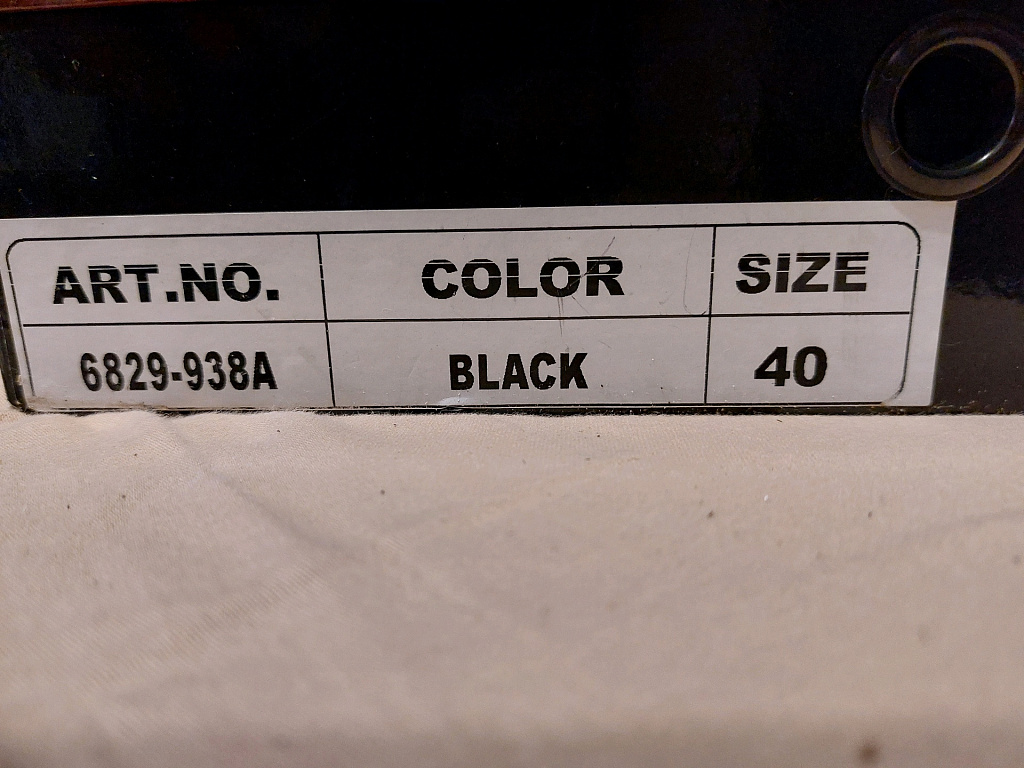 ART.NO. COLOR SIZE
6829-938A BLACK 40